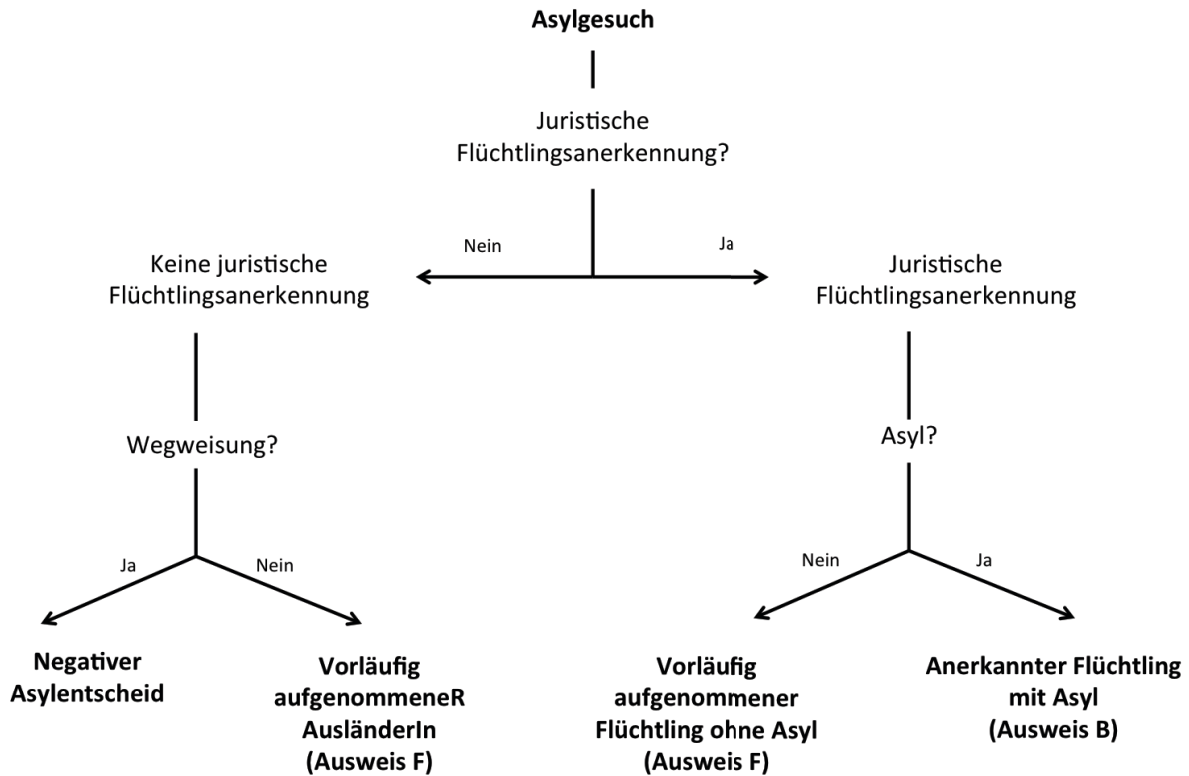 Asylgesuch
Juristische
Flüchtlingsanerkennung?
Nein
Ja
Keine juristische
Flüchtlingsanerkennung
Juristische
Flüchtlingsanerkennung
Wegweisung?
Asyl?
Ja
Nein
Nein
Ja
Negativer
Asylentscheid
Vorläufig
aufgenommeneR
AusländerIn
(Ausweis F)
Vorläufig
aufgenommener
Flüchtling ohne Asyl
(Ausweis F)
Anerkannter Flüchtling
mit Asyl
(Ausweis B)